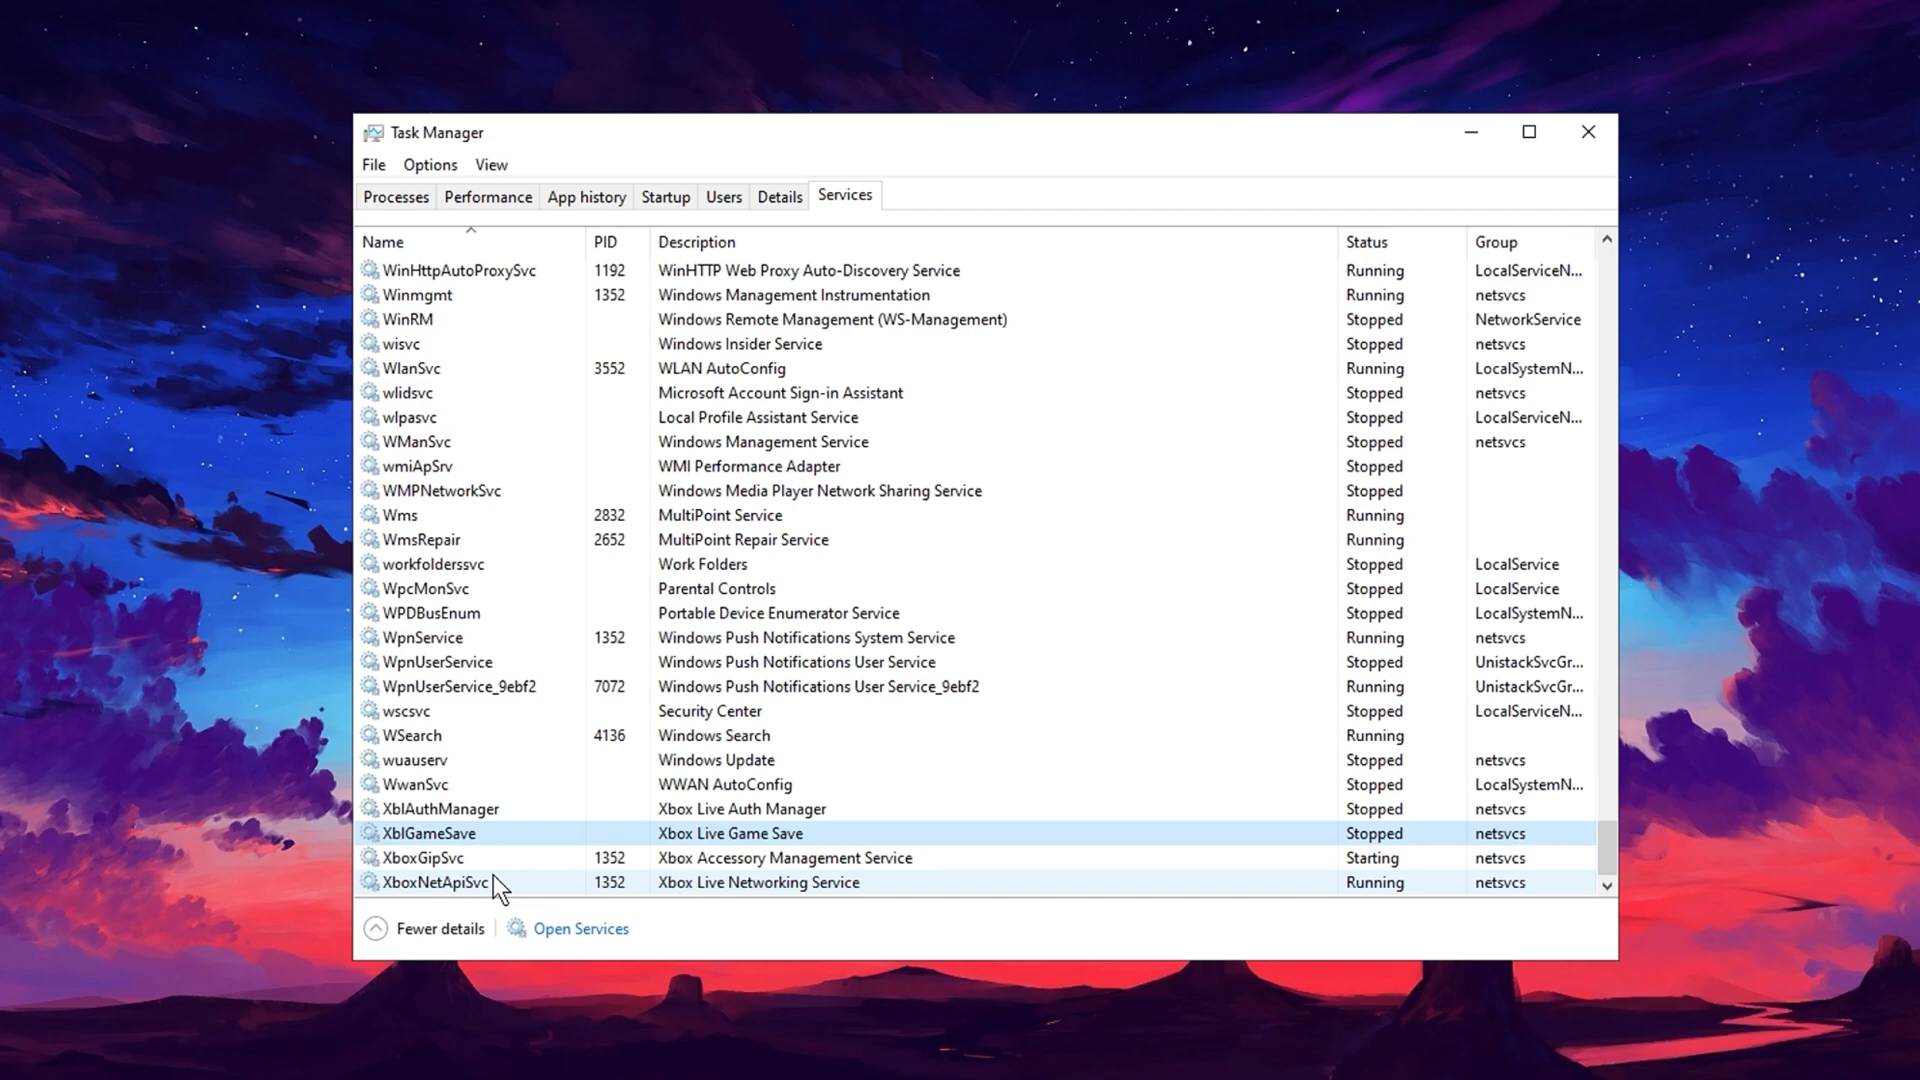 Task Manager
File Options View
Processes Performance App history Startup Users Details Services
Name PID Description Status Group
WinHttpAutoProxySvc 1192 WinHTTP Web Proxy Auto-Discovery Service Running LocalServiceN...
Winmgmt 1352 Windows Management Instrumentation Running netsvcs
WinRM Windows Remote Management (WS-Management) Stopped NetworkService
wisvc Windows Insider Service Stopped netsvcs
WlanSvc 3552 WLAN AutoConfig Running LocalSystemN...
wlidsvc Microsoft Account Sign-in Assistant Stopped netsvcs
wlpasvc Local Profile Assistant Service Stopped LocalServiceN...
WManSvc Windows Management Service Stopped netsvcs
wmiApSrv WMI Performance Adapter Stopped
WMPNetworkSvc Windows Media Player Network Sharing Service Stopped
Wms 2832 MultiPoint Service Running
WmsRepair 2652 MultiPoint Repair Service Running
workfolderssvc Work Folders Stopped LocalService
WpcMonSvc Parental Controls Stopped LocalService
WPDBusEnum Portable Device Enumerator Service Stopped LocalSystemN...
WpnService 1352 Windows Push Notifications System Service Running netsvcs
WpnUserService Windows Push Notifications User Service Stopped UnistackSvcGr...
WpnUserService_9ebf2 7072 Windows Push Notifications User Service_9ebf2 Running UnistackSvcGr...
wscsvc Security Center Stopped LocalServiceN...
WSearch 4136 Windows Search Running
wuauserv Windows Update Stopped netsvcs
WwanSvc WWAN AutoConfig Stopped LocalSystemN...
XblAuthManager Xbox Live Auth Manager Stopped netsvcs
XblGameSave Xbox Live Game Save Stopped netsvcs
XboxGipSvc 1352 Xbox Accessory Management Service Starting netsvcs
XboxNetApiSvc 1352 Xbox Live Networking Service Running netsvcs
Fewer details Open Services